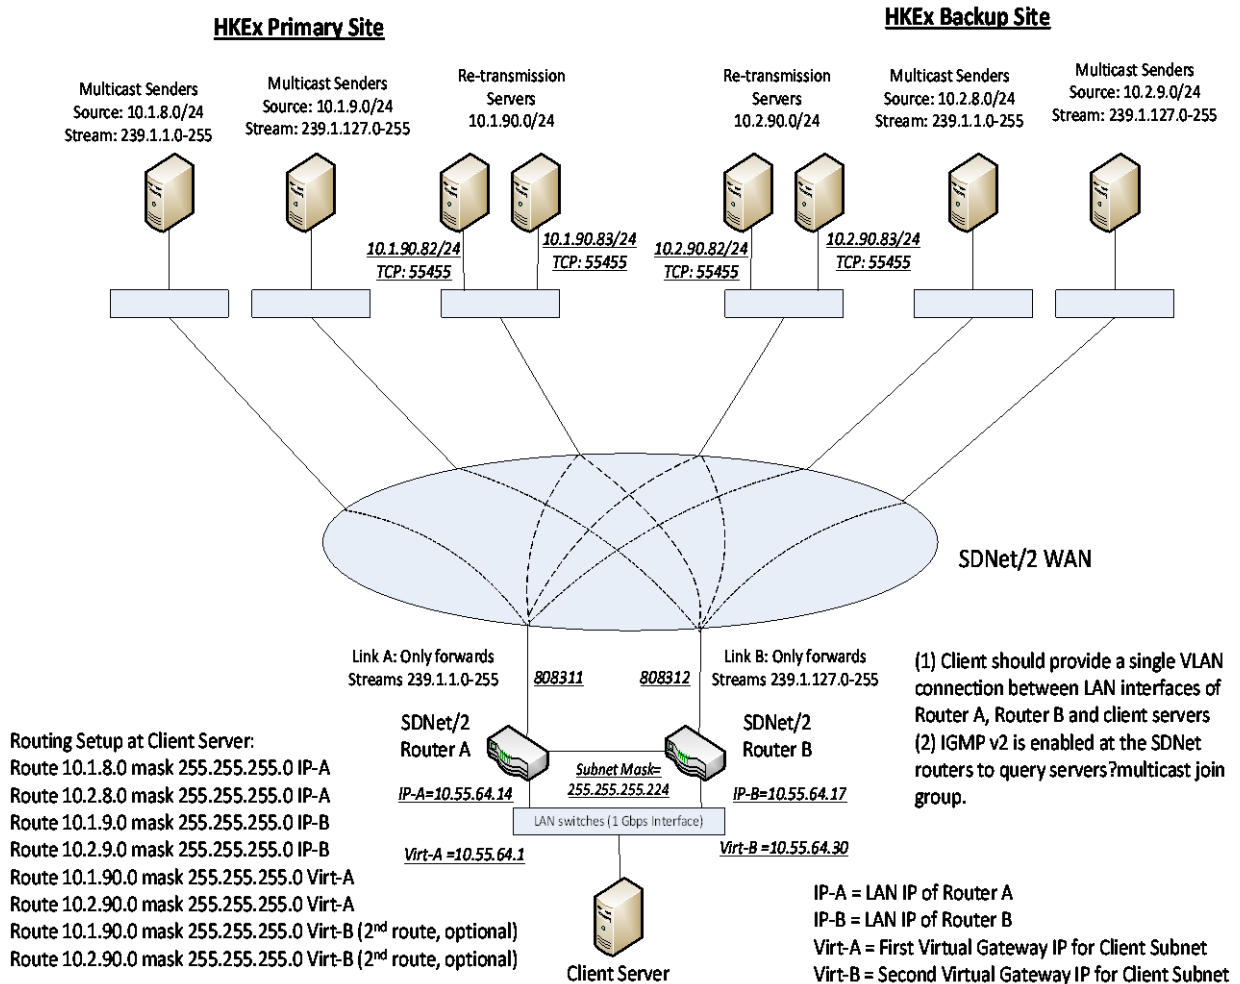 HKEx Primary Site
HKEx Backup Site
Multicast Senders
Source: 10.1.8.0/24
Stream: 239.1.1.0-255
Multicast Senders
Source: 10.1.9.0/24
Stream: 239.1.127.0-255
Re-transmission
Servers
10.1.90.0/24
Re-transmission
Servers
10.2.90.0/24
Multicast Senders
Source: 10.2.8.0/24
Stream: 239.1.1.0-255
Multicast Senders
Source: 10.2.9.0/24
Stream: 239.1.127.0-255
10.1.90.82/24
TCP: 55455
10.1.90.83/24
TCP: 55455
10.2.90.82/24
TCP: 55455
10.2.90.83/24
TCP: 55455
SDNet/2 WAN
Link A: Only forwards
Streams 239.1.1.0-255
808311
808312
Link B: Only forwards
Streams 239.1.127.0-255
SDNet/2
Router A
SDNet/2
Router B
Subnet Mask=
255.255.255.224
IP-A=10.55.64.14
IP-B=10.55.64.17
LAN switches (1 Gbps Interface)
Virt-A =10.55.64.1
Virt-B =10.55.64.30
Client Server
(1) Client should provide a single VLAN
connection between LAN interfaces of
Router A, Router B and client servers
(2) IGMP v2 is enabled at the SDNet
routers to query servers?multicast join
group.
Routing Setup at Client Server:
Route 10.1.8.0 mask 255.255.255.0 IP-A
Route 10.2.8.0 mask 255.255.255.0 IP-A
Route 10.1.9.0 mask 255.255.255.0 IP-B
Route 10.2.9.0 mask 255.255.255.0 IP-B
Route 10.1.90.0 mask 255.255.255.0 Virt-A
Route 10.2.90.0 mask 255.255.255.0 Virt-A
Route 10.1.90.0 mask 255.255.255.0 Virt-B (2nd route, optional)
Route 10.2.90.0 mask 255.255.255.0 Virt-B (2nd route, optional)
IP-A = LAN IP of Router A
IP-B = LAN IP of Router B
Virt-A = First Virtual Gateway IP for Client Subnet
Virt-B = Second Virtual Gateway IP for Client Subnet